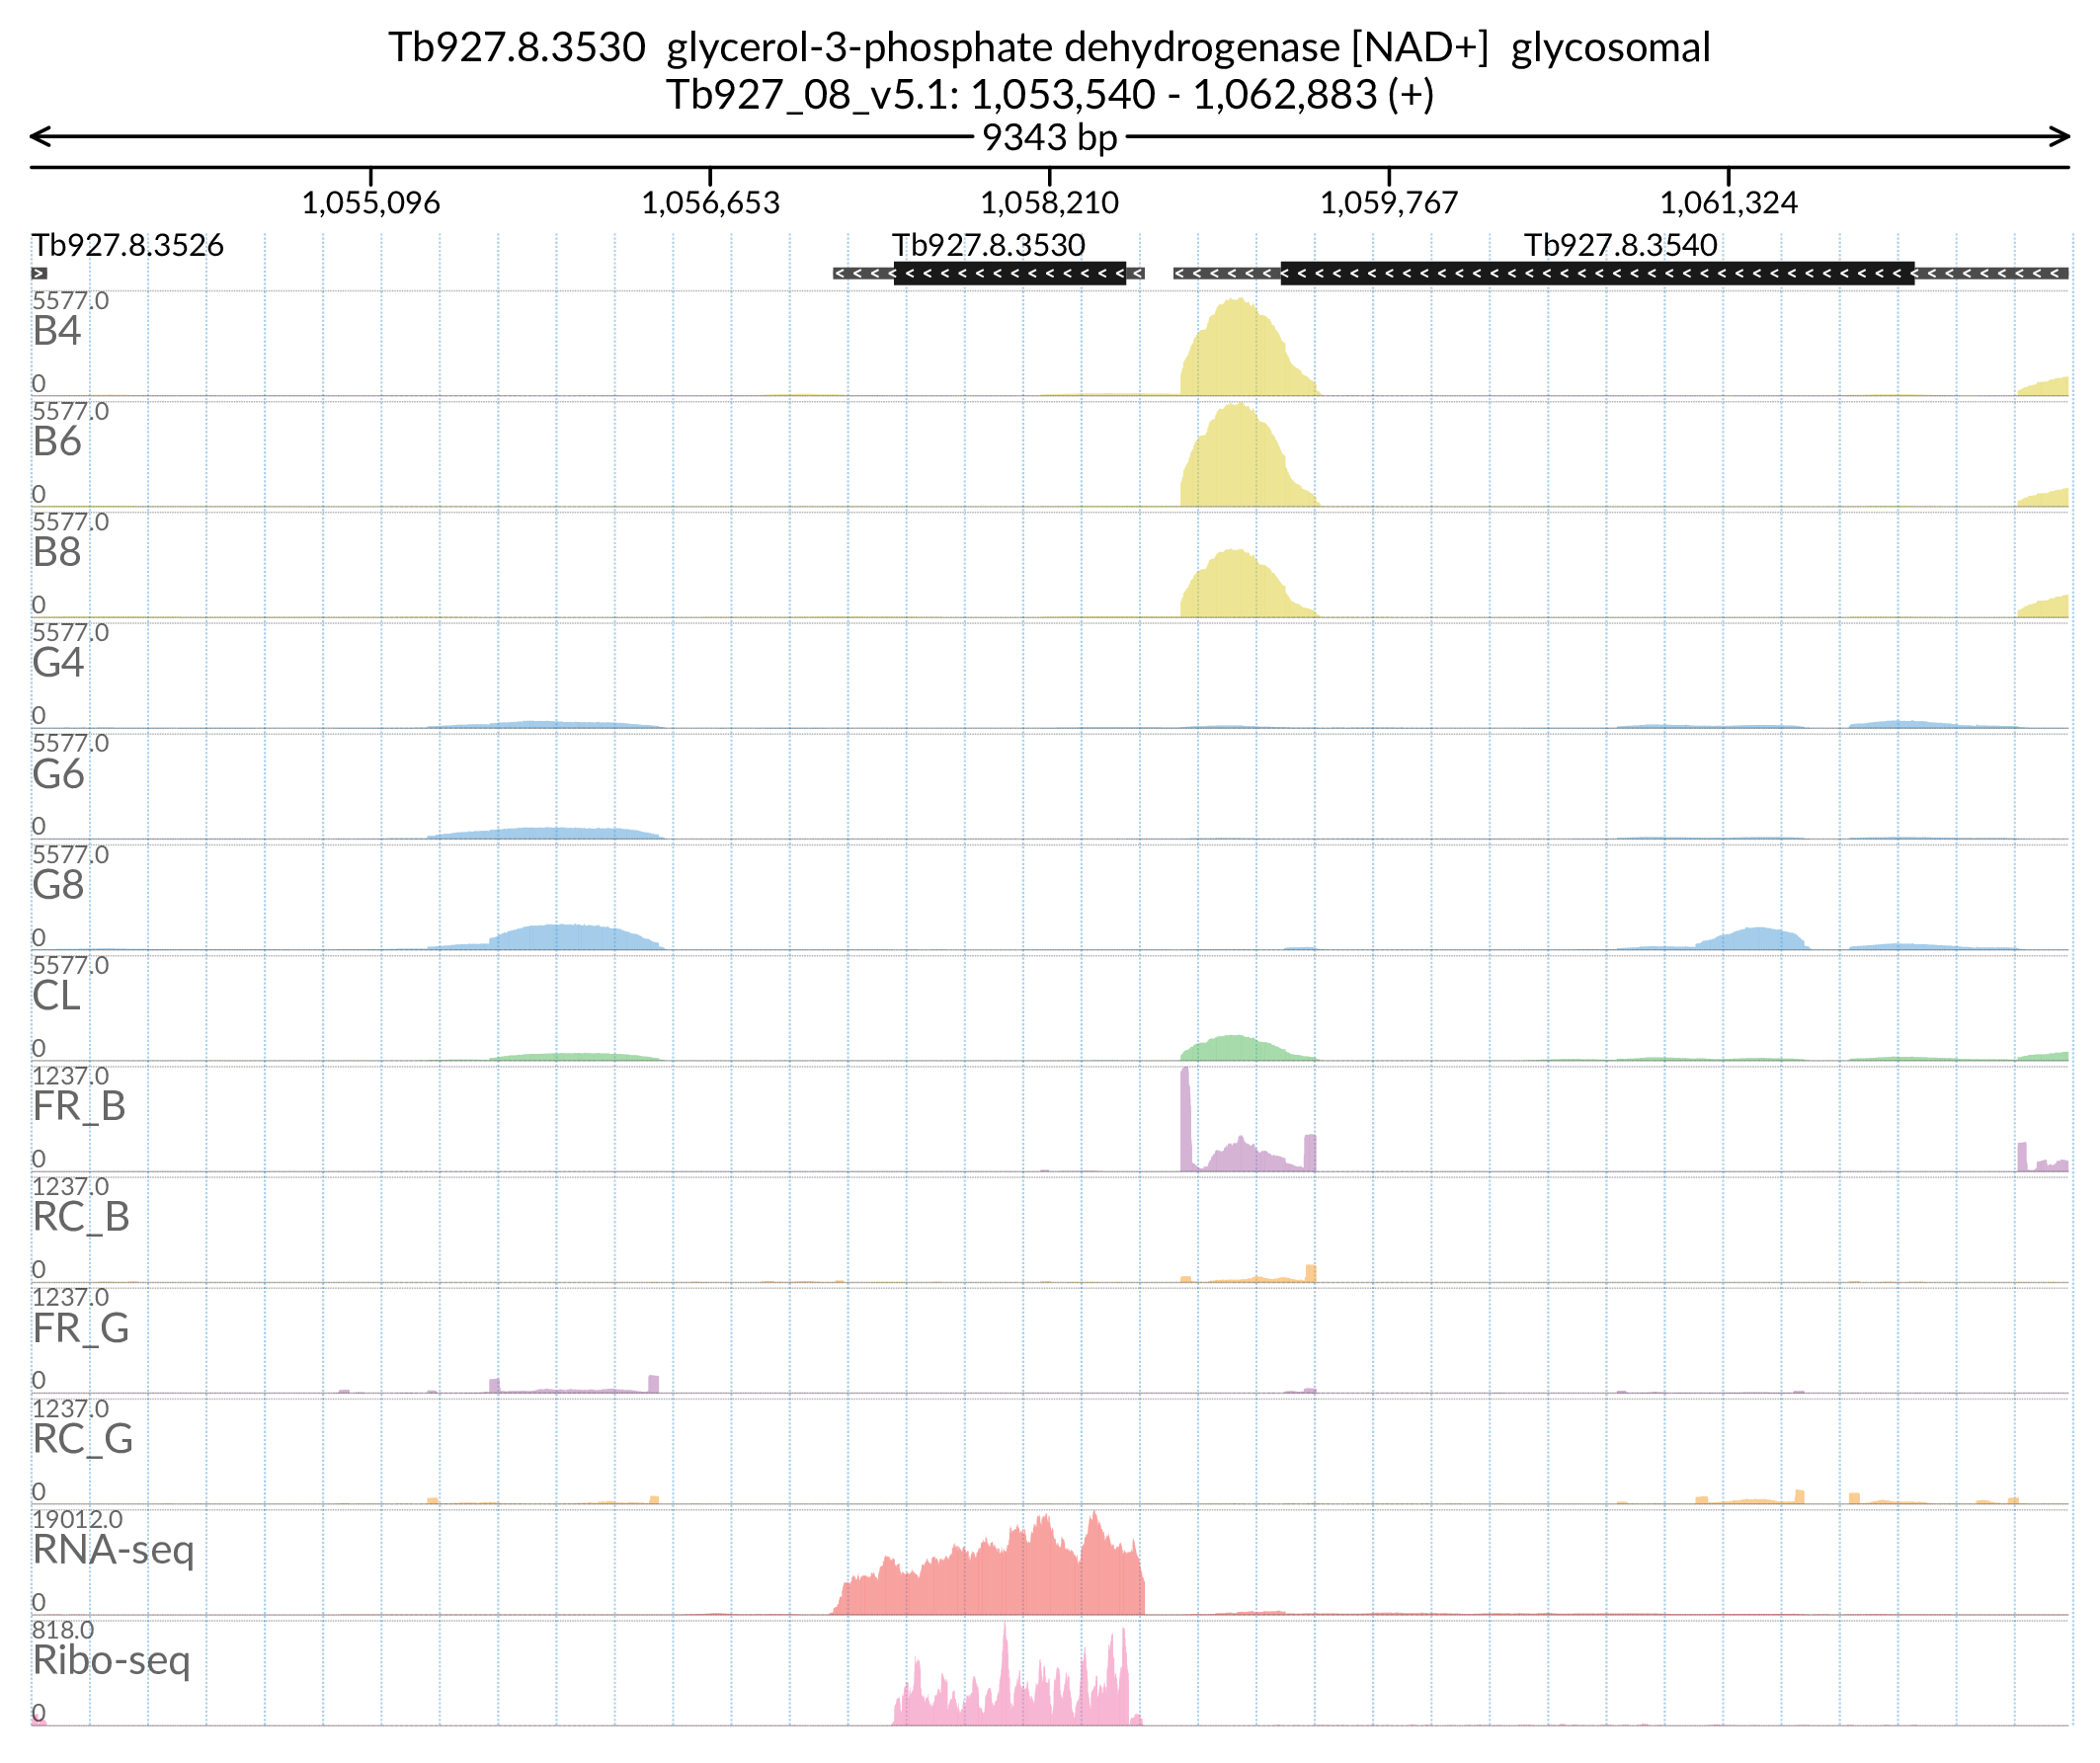 Tb927.8.3530  glycerol-3-phosphate dehydrogenase [NAD+]  glycosomal
Tb927_08_v5.1: 1,053,540 - 1,062,883 (+)
9343 bp
1,055,096 1,056,653 1,058,210 1,059,767 1,061,324
Tb927.8.3526 Tb927.8.3530 Tb927.8.3540
5577.0
B4
0
5577.0
B6
0
5577.0
B8
0
5577.0
G4
0
5577.0
G6
0
5577.0
G8
0
5577.0
CL
0
1237.0
FR_B
0
1237.0
RC_B
0
1237.0
FR_G
0
1237.0
RC_G
0
19012.0
RNA-seq
0
818.0
Ribo-seq
0